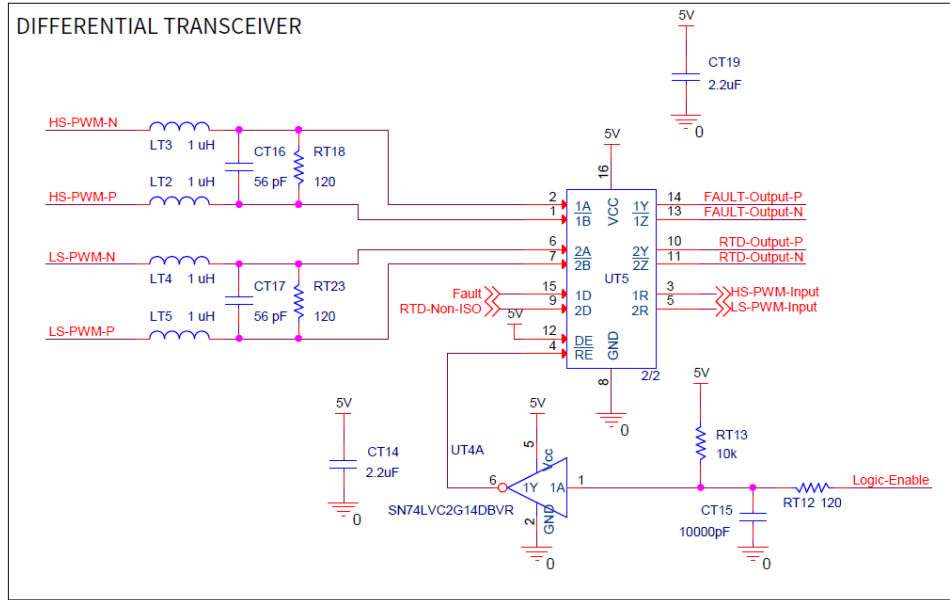 DIFFERENTIAL TRANSCEIVER
5V
CT19
2.2uF
0
HS-PWM-N
LT3 1 uH
CT16
56 pF
RT18
120
LT2 1 uH
HS-PWM-P
LS-PWM-N
LT4 1 uH
CT17
56 pF
RT23
120
LT5 1 uH
LS-PWM-P
5V
16
VCC
2 1A
1 1B
6 2A
7 2B
Fault 15 1D
RTD-Non-ISO 9 2D
5V
12 DE
4 RE
GND
8
0
UT5
2/2
1Y 14 FAULT-Output-P
1Z 13 FAULT-Output-N
2Y 10 RTD-Output-P
2Z 11 RTD-Output-N
1R 3 HS-PWM-Input
2R 5 LS-PWM-Input
5V
CT14
2.2uF
0
UT4A
5V
5
Vcc
6 1Y 1A 1
GND
2
0
SN74LVC2G14DBVR
5V
RT13
10k
CT15
10000pF
0
RT12 120
Logic-Enable